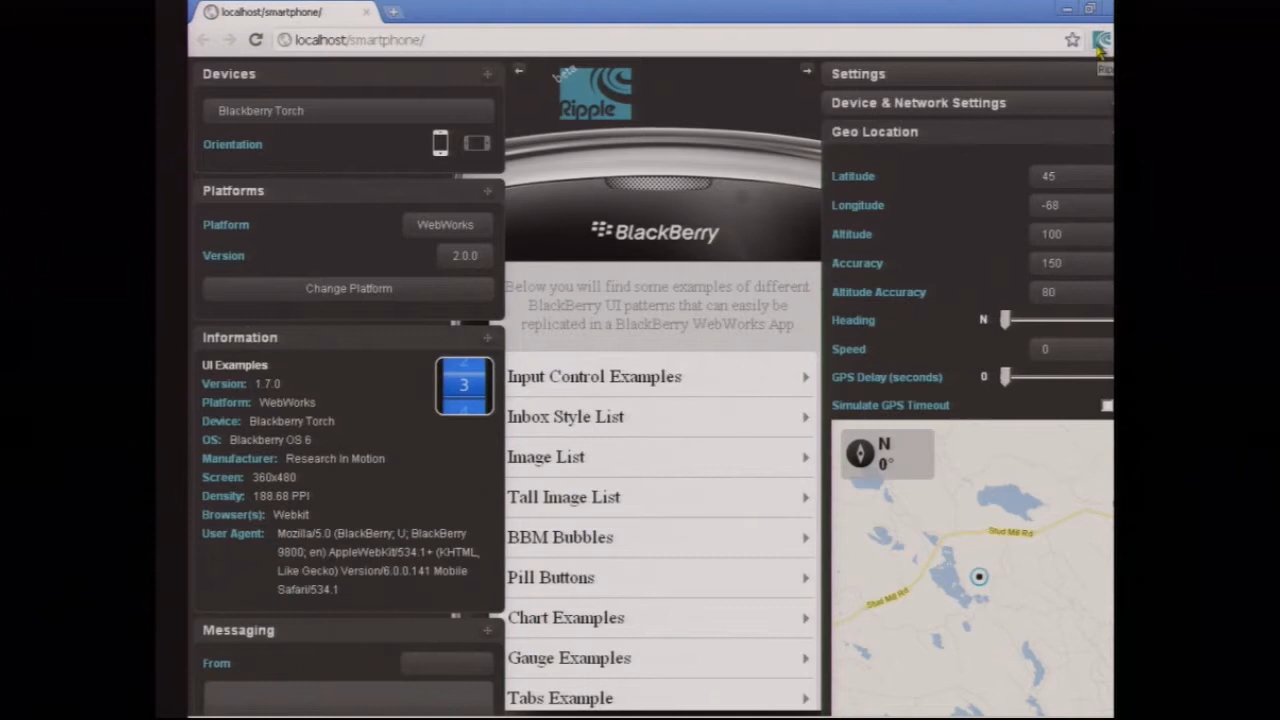 localhost/smartphone/
localhost/smartphone/
Devices
Blackberry Torch
Orientation
Platforms
Platform
WebWorks
Version
2.0.0
Change Platform
Information
UI Examples
Version: 1.7.0
Platform: WebWorks
Device: Blackberry Torch
OS: Blackberry OS 6
Manufacturer: Research In Motion
Screen: 360x480
Density: 188.68 PPI
Browser(s): Webkit
User Agent: Mozilla/5.0 (BlackBerry; U; BlackBerry
9800; en) AppleWebKit/534.1+ (KHTML,
Like Gecko) Version/6.0.0.141 Mobile
Safari/534.1
3
Messaging
From
beta
Ripple
BlackBerry
Below you will find some examples of different
BlackBerry UI patterns that can easily be
replicated in a BlackBerry WebWorks App
Input Control Examples
Inbox Style List
Image List
Tall Image List
BBM Bubbles
Pill Buttons
Chart Examples
Gauge Examples
Tabs Example
Settings
Device & Network Settings
Geo Location
Latitude
45
Longitude
-68
Altitude
100
Accuracy
150
Altitude Accuracy
80
Heading
N
Speed
0
GPS Delay (seconds)
0
Simulate GPS Timeout
N
0°
Stud Mill Rd
Stud Mill Rd